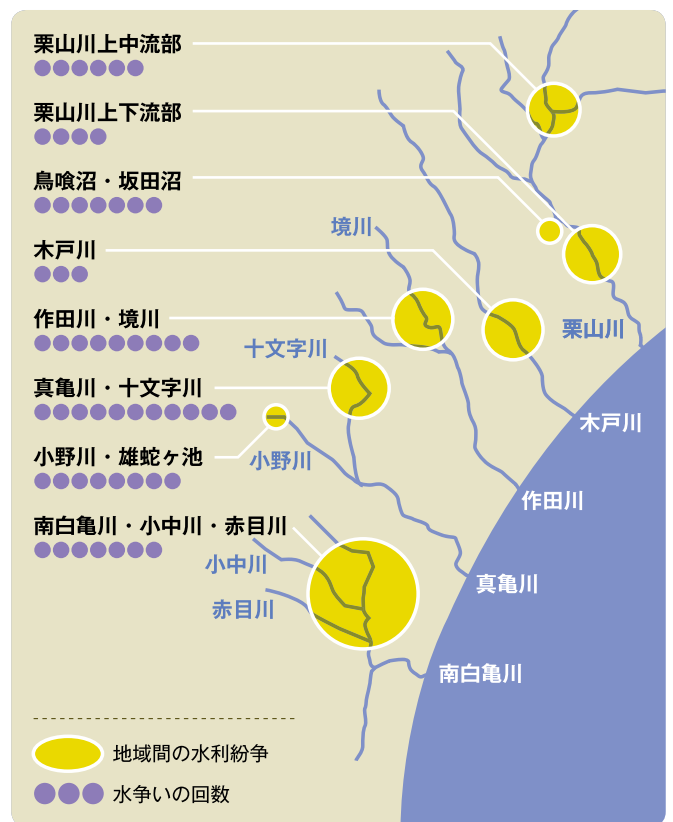 栗山川上中流部
栗山川上下流部
鳥喰沼・坂田沼
木戸川
作田川・境川
真亀川・十文字川
小野川・雄蛇ヶ池
南白亀川・小中川・赤目川
境川
十文字川
小野川
小中川
赤目川
栗山川
木戸川
作田川
真亀川
南白亀川
地域間の水利紛争
水争いの回数